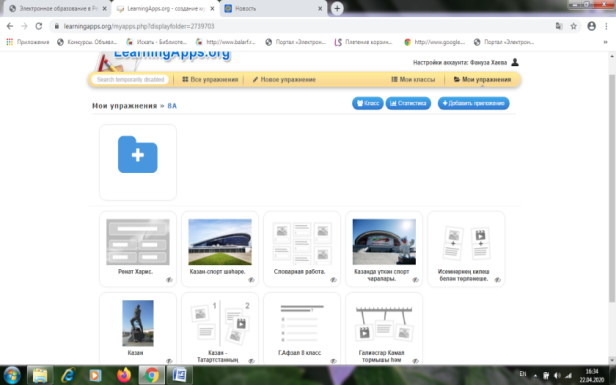 Электронное образование в Ре
LearningApps.org - создание м
Новость
learningapps.org/myapps.php?displayfolder=2739703
Приложения
Конкурсы. Объявл...
Искать - Библиоте...
http://www.balarf.r...
Портал «Электрон...
Плетение корзин...
http://www.google...
Портал «Электрон...
LearningApps.org
Настройки аккаунта: Фануза Хаева
Search temporarily disabled
Все упражнения
Новое упражнение
Мои классы
Мои упражнения
Мои упражнения » 8А
Класс
Статистика
Добавить приложение
Ренат Харис.
Казан-спорт шәһәре.
Словарная работа.
Казанда үткән спорт чаралары.
Исемнәрнең килеш белән төрләнеше.
1
2
Казан
Казан - Татарстанның
Г.Афзал 8 класс
Галиәсгар Камал тормышы һәм
EN
16:34
22.04.2020